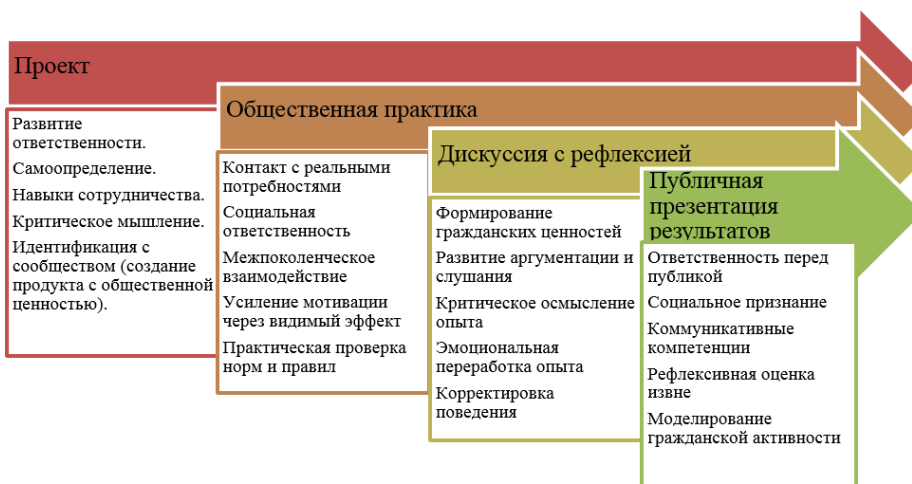 Проект
Развитие
ответственности.
Самоопределение.
Навыки сотрудничества.
Критическое мышление.
Идентификация с
сообществом (создание
продукта с общественной
ценностью).
Общественная практика
Контакт с реальными
потребностями
Социальная
ответственность
Межпоколенческое
взаимодействие
Усиление мотивации
через видимый эффект
Практическая проверка
норм и правил
Дискуссия с рефлексией
Формирование
гражданских ценностей
Развитие аргументации и
слушания
Критическое осмысление
опыта
Эмоциональная
переработка опыта
Корректировка
поведения
Публичная
презентация
результатов
Ответственность перед
публикой
Социальное признание
Коммуникативные
компетенции
Рефлексивная оценка
извне
Моделирование
гражданской активности